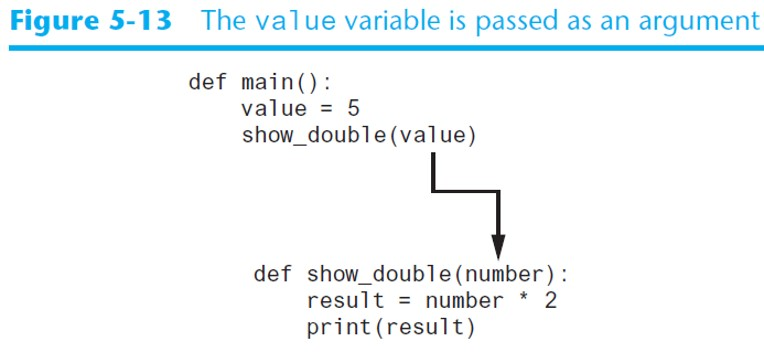 Figure 5-13 The value variable is passed as an argument
def main():
    value = 5
    show_double(value)
def show_double(number):
    result = number * 2
    print(result)